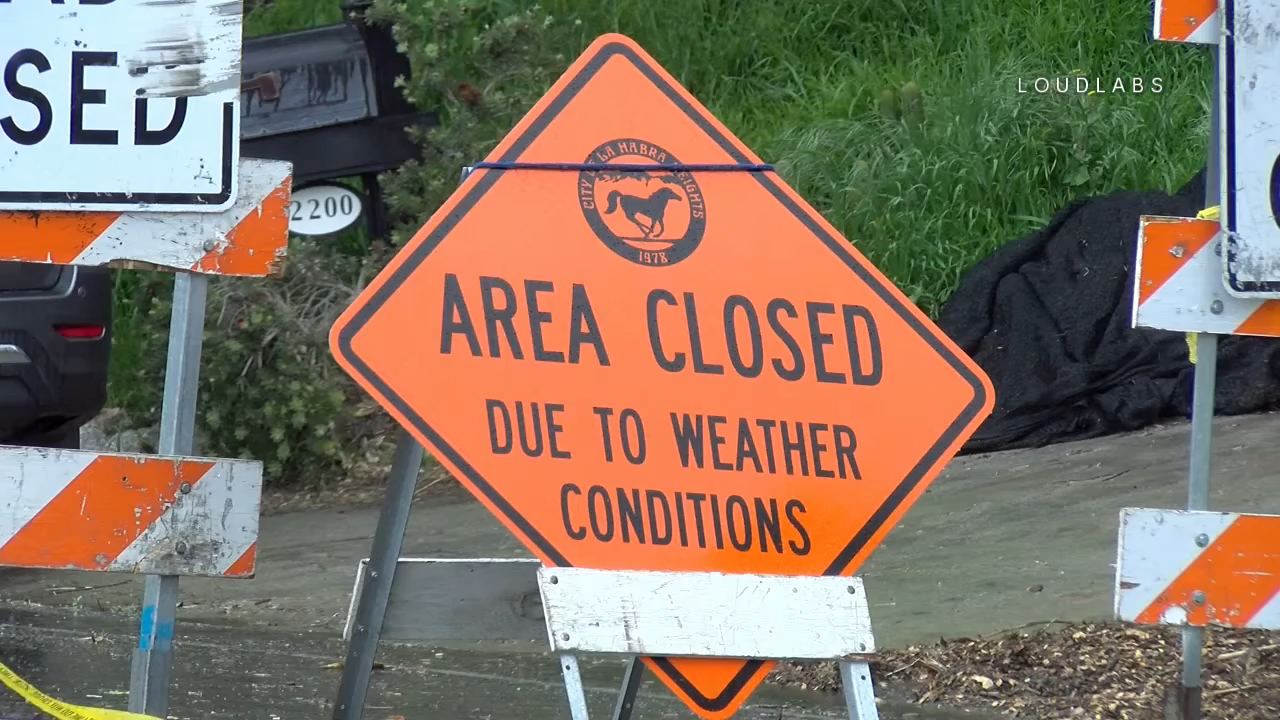 LOUDLABS
SED
2200
CITY OF LA HABRA HEIGHTS
1978
AREA CLOSED
DUE TO WEATHER
CONDITIONS